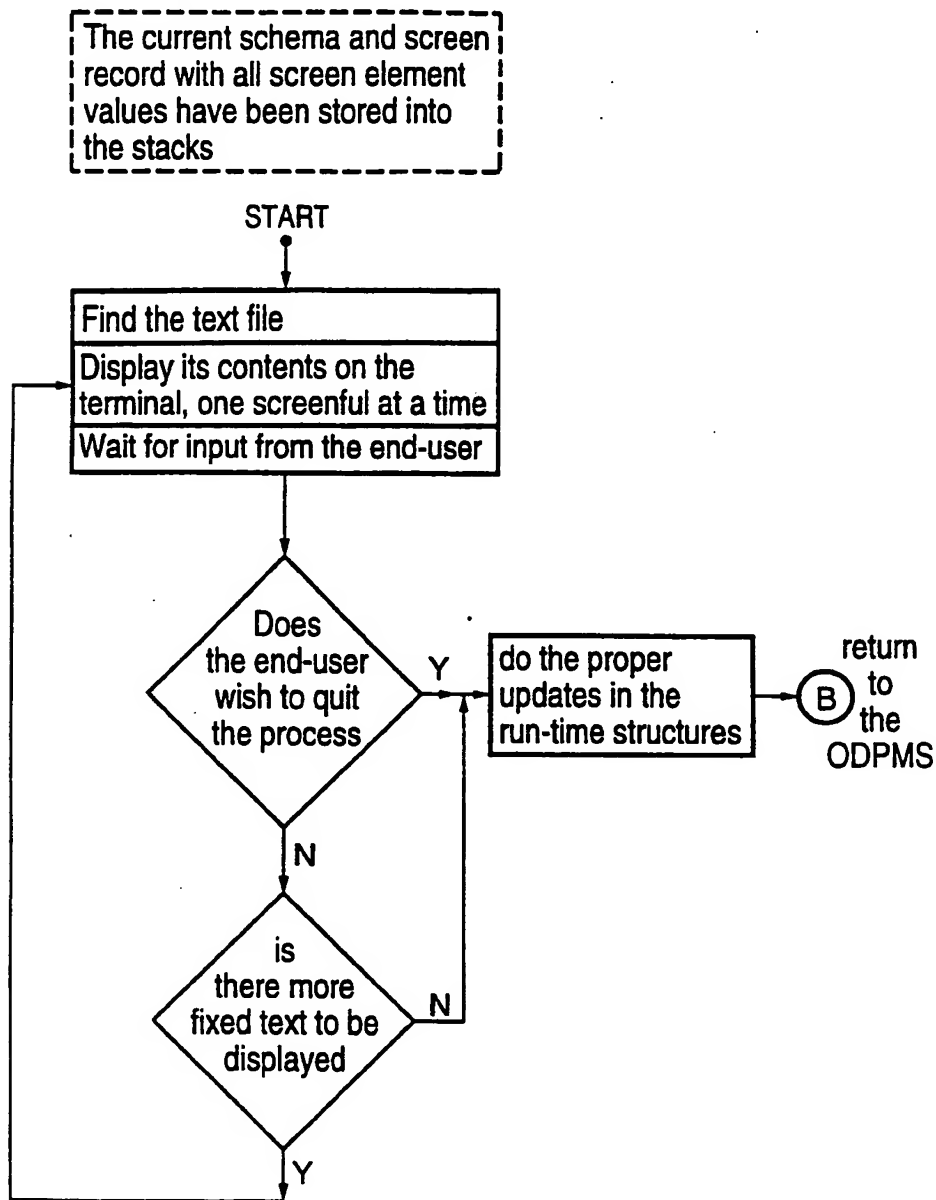 The current schema and screen
record with all screen element
values have been stored into
the stacks
START
Find the text file
Display its contents on the
terminal, one screenful at a time
Wait for input from the end-user
Does
the end-user
wish to quit
the process
Y
do the proper
updates in the
run-time structures
B
return
to
the
ODPMS
N
is
there more
fixed text to be
displayed
N
Y